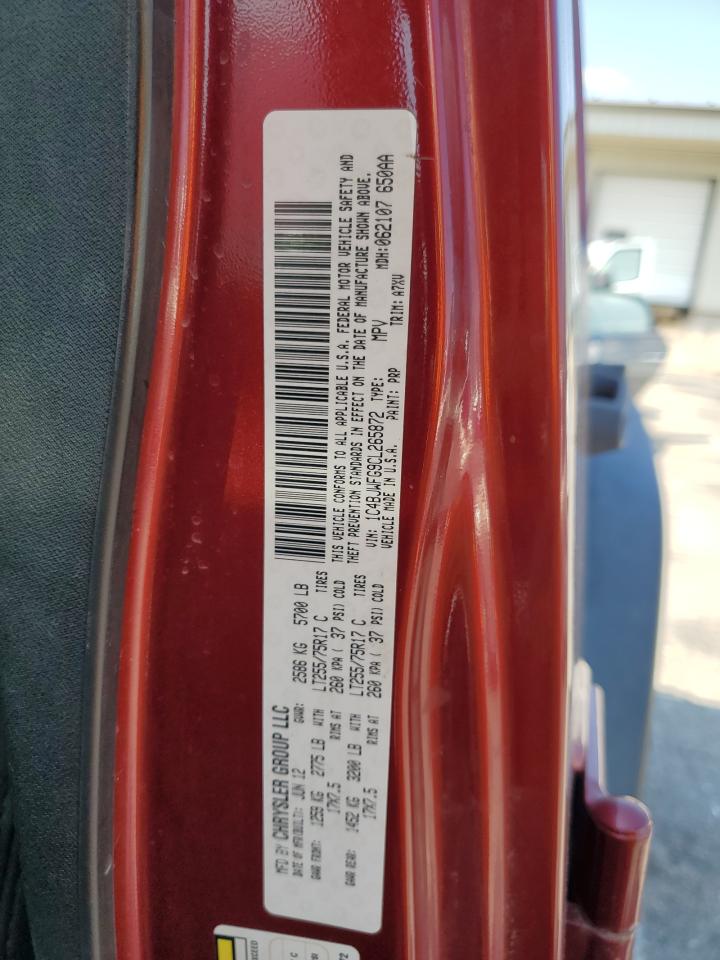 MFD BY CHRYSLER GROUP LLC
DATE OF MFR(BUILT): JUN 12 GVWR: 2586 KG 5700 LB
GAWR FRONT: 1259 KG 2775 LB WITH LT255/75R17 C TIRES
17X7.5 RIMS AT 260 KPA ( 37 PSI) COLD
GAWR REAR: 1452 KG 3200 LB WITH LT255/75R17 C TIRES
17X7.5 RIMS AT 260 KPA ( 37 PSI) COLD
THIS VEHICLE CONFORMS TO ALL APPLICABLE U.S.A. FEDERAL MOTOR VEHICLE SAFETY AND
THEFT PREVENTION STANDARDS IN EFFECT ON THE DATE OF MANUFACTURE SHOWN ABOVE.
VIN: 1C4BJWFG9CL265872 TYPE: MPV MDH: 062107 650AA
VEHICLE MADE IN U.S.A. PAINT: PRP TRIM: A7XV
EXCEED